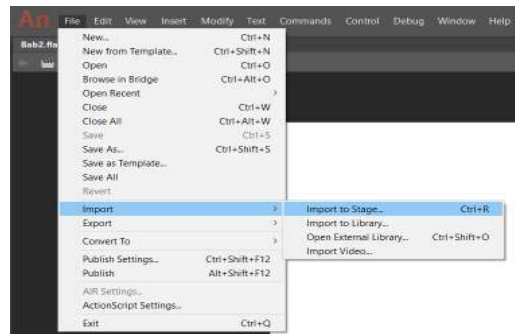 An File Edit View Insert Modify Text Commands Control Debug Window Help
Bab2.fla
New... Ctrl+N
New from Template... Ctrl+Shift+N
Open Ctrl+O
Browse in Bridge Ctrl+Alt+O
Open Recent >
Close Ctrl+W
Close All Ctrl+Alt+W
Save Ctrl+S
Save As... Ctrl+Shift+S
Save as Template...
Save All
Revert
Import >
Import to Stage... Ctrl+R
Import to Library...
Open External Library... Ctrl+Shift+O
Import Video...
Export >
Convert To >
Publish Settings... Ctrl+Shift+F12
Publish Alt+Shift+F12
AIR Settings...
ActionScript Settings...
Exit Ctrl+Q